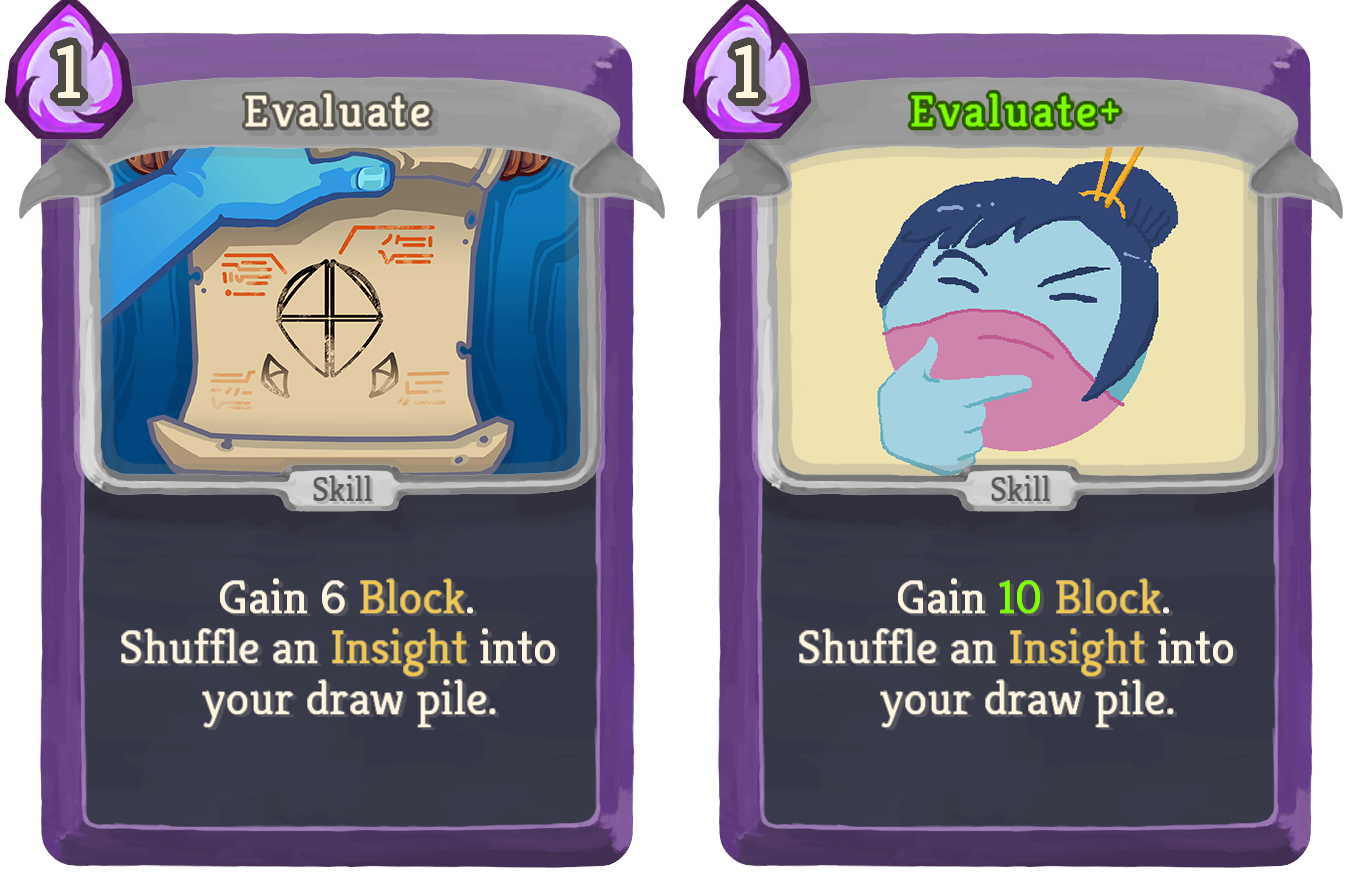 1
Evaluate
Skill
Gain 6 Block.
Shuffle an Insight into
your draw pile.
1
Evaluate+
Skill
Gain 10 Block.
Shuffle an Insight into
your draw pile.